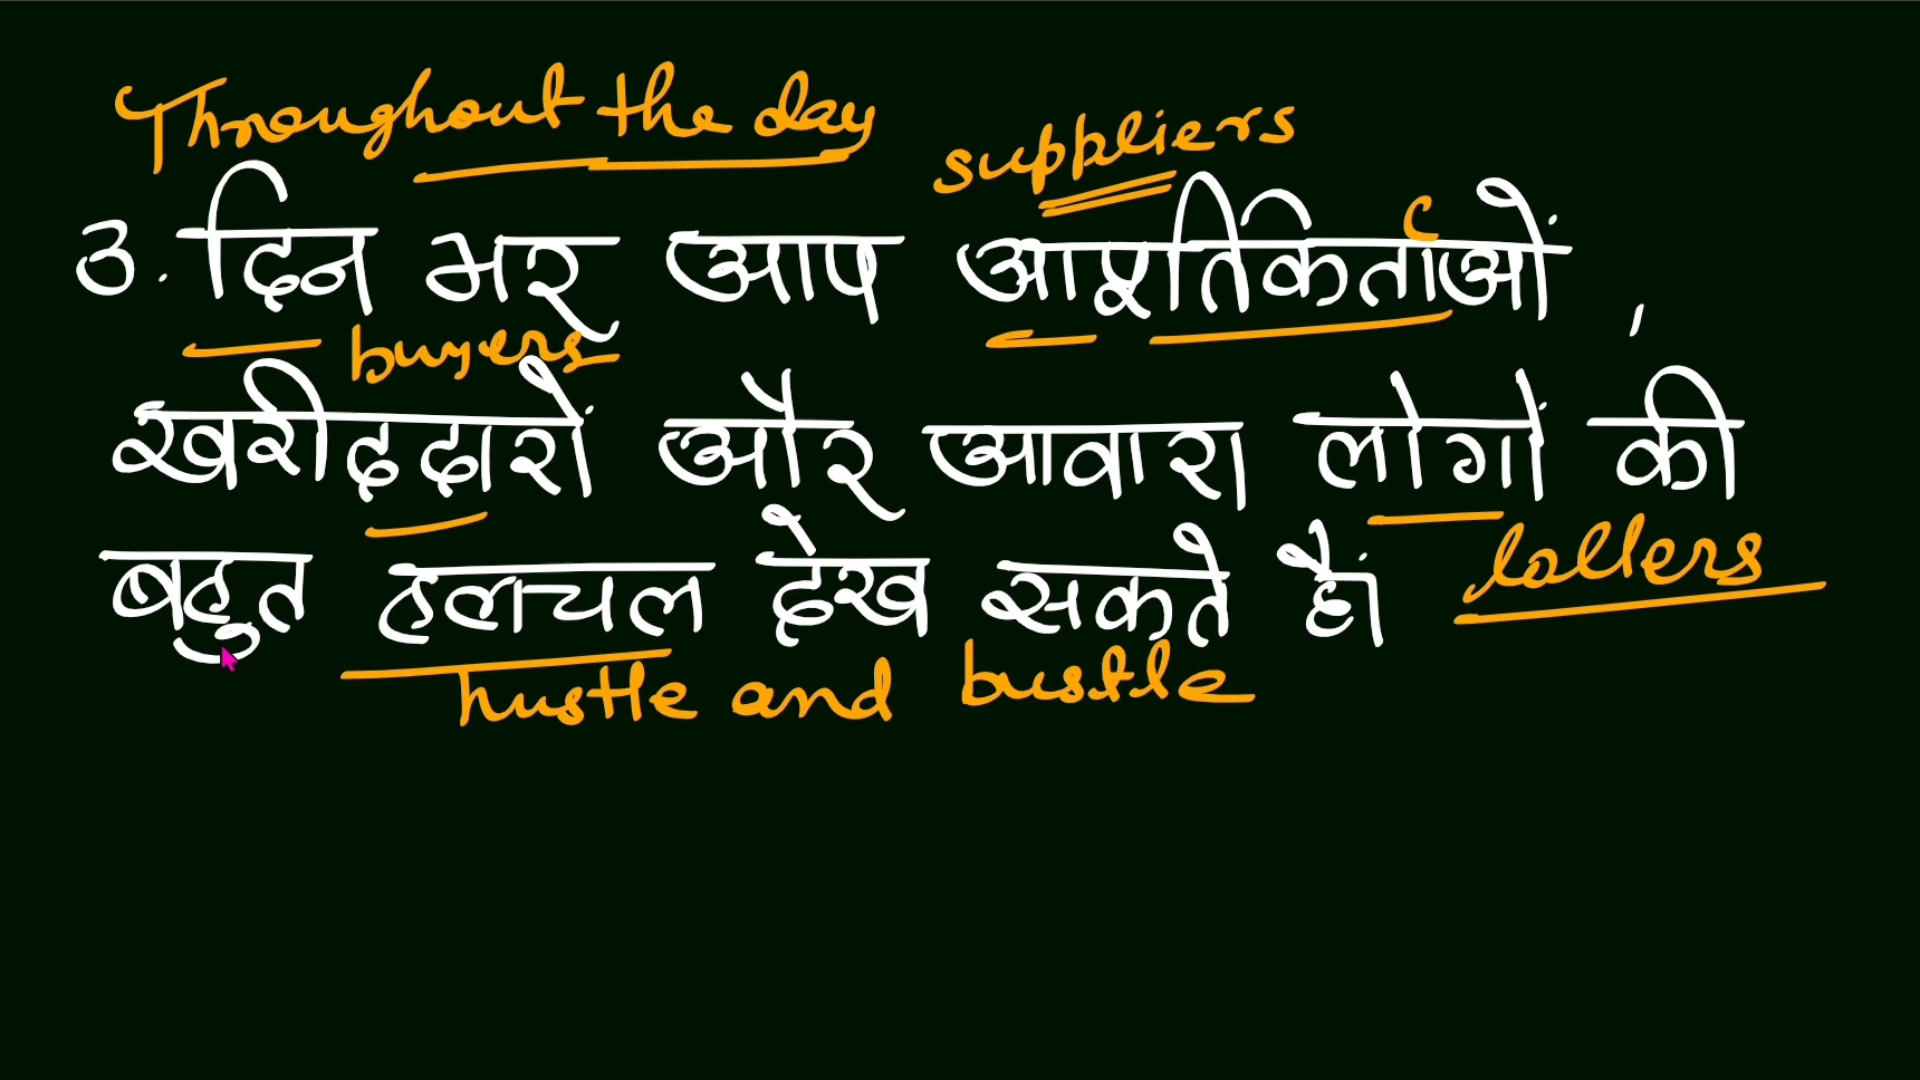 Throughout the day
suppliers
3. दिन भर आप आपूर्तिकर्ताओं,
buyers
खरीददारों और आवारा लोगों की
बहुत हलचल देख सकते हैं।
lollers
hustle and bustle